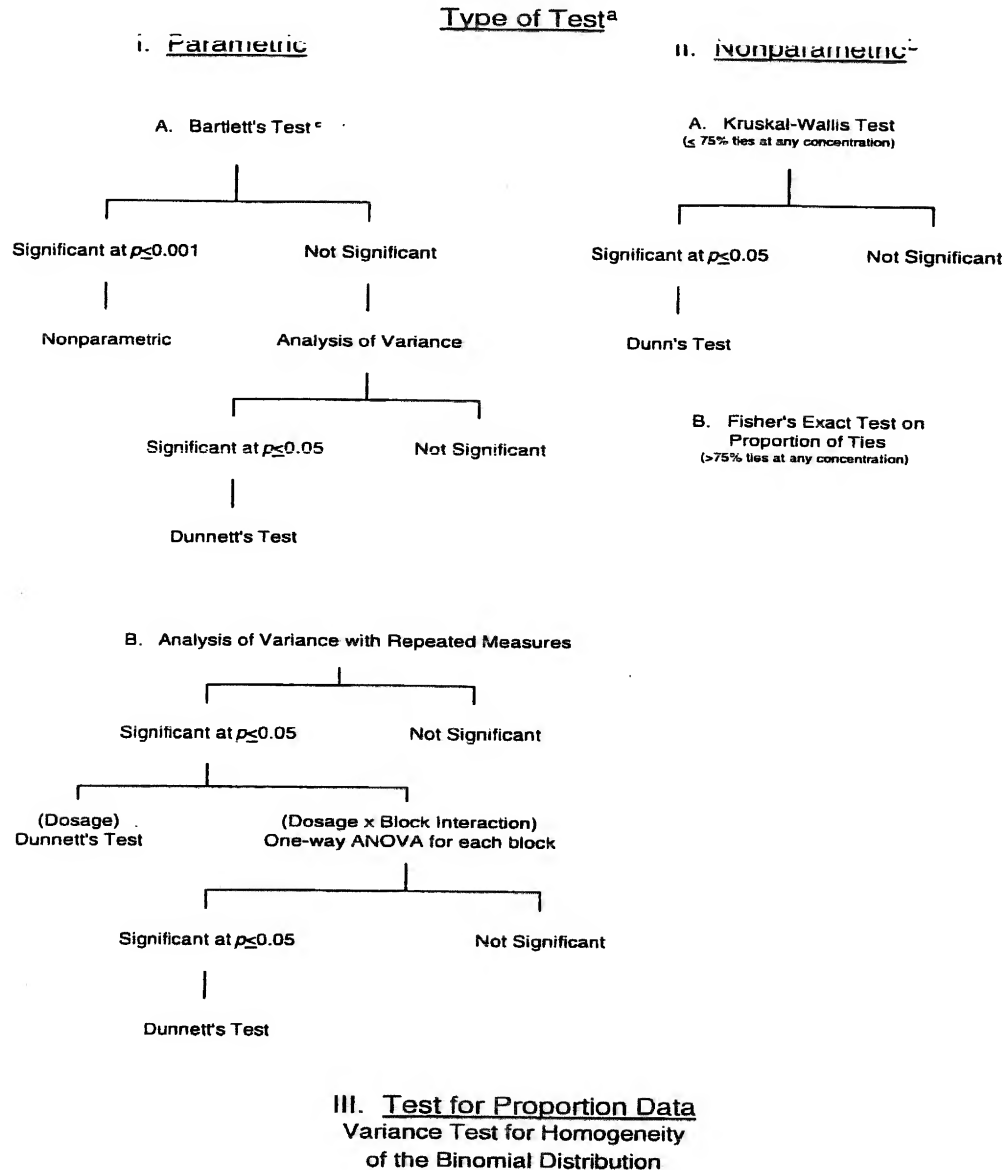 Type of Testᵃ
I. Parametric
A. Bartlett's Test ᶜ
Significant at p≤0.001
Not Significant
Nonparametric
Analysis of Variance
Significant at p≤0.05
Not Significant
Dunnett's Test
II. Nonparametric
A. Kruskal-Wallis Test
(≤ 75% ties at any concentration)
Significant at p≤0.05
Not Significant
Dunn's Test
B. Fisher's Exact Test on
Proportion of Ties
(>75% ties at any concentration)
B. Analysis of Variance with Repeated Measures
Significant at p≤0.05
Not Significant
(Dosage)
Dunnett's Test
(Dosage x Block Interaction)
One-way ANOVA for each block
Significant at p≤0.05
Not Significant
Dunnett's Test
III. Test for Proportion Data
Variance Test for Homogeneity
of the Binomial Distribution